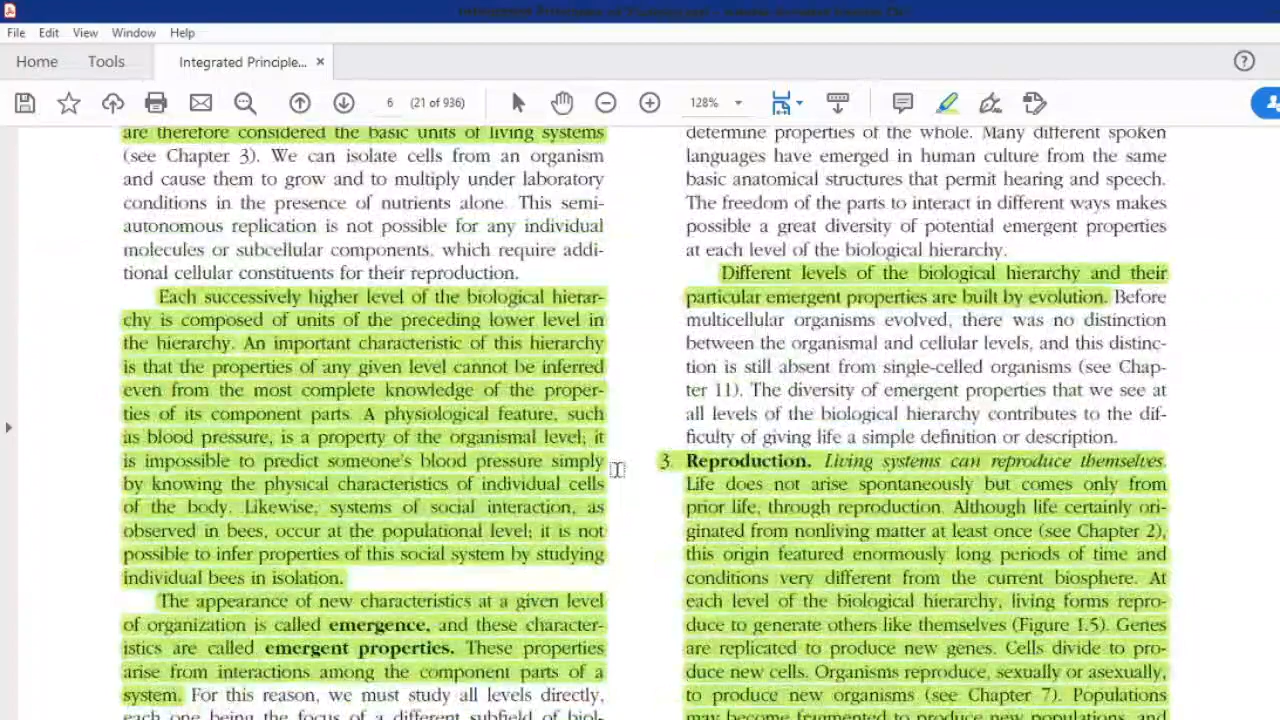 File Edit View Window Help
Home Tools Integrated Principle... ×
6 (21 of 936) 128%
are therefore considered the basic units of living systems
(see Chapter 3). We can isolate cells from an organism
and cause them to grow and to multiply under laboratory
conditions in the presence of nutrients alone. This semi-
autonomous replication is not possible for any individual
molecules or subcellular components, which require addi-
tional cellular constituents for their reproduction.
Each successively higher level of the biological hierar-
chy is composed of units of the preceding lower level in
the hierarchy. An important characteristic of this hierarchy
is that the properties of any given level cannot be inferred
even from the most complete knowledge of the proper-
ties of its component parts. A physiological feature, such
as blood pressure, is a property of the organismal level; it
is impossible to predict someone's blood pressure simply
by knowing the physical characteristics of individual cells
of the body. Likewise, systems of social interaction, as
observed in bees, occur at the populational level; it is not
possible to infer properties of this social system by studying
individual bees in isolation.
The appearance of new characteristics at a given level
of organization is called emergence, and these character-
istics are called emergent properties. These properties
arise from interactions among the component parts of a
system. For this reason, we must study all levels directly,
each one being the focus of a different subfield of biol-
determine properties of the whole. Many different spoken
languages have emerged in human culture from the same
basic anatomical structures that permit hearing and speech.
The freedom of the parts to interact in different ways makes
possible a great diversity of potential emergent properties
at each level of the biological hierarchy.
Different levels of the biological hierarchy and their
particular emergent properties are built by evolution. Before
multicellular organisms evolved, there was no distinction
between the organismal and cellular levels, and this distinc-
tion is still absent from single-celled organisms (see Chap-
ter 11). The diversity of emergent properties that we see at
all levels of the biological hierarchy contributes to the dif-
ficulty of giving life a simple definition or description.
3. Reproduction. Living systems can reproduce themselves.
Life does not arise spontaneously but comes only from
prior life, through reproduction. Although life certainly ori-
ginated from nonliving matter at least once (see Chapter 2),
this origin featured enormously long periods of time and
conditions very different from the current biosphere. At
each level of the biological hierarchy, living forms repro-
duce to generate others like themselves (Figure 1.5). Genes
are replicated to produce new genes. Cells divide to pro-
duce new cells. Organisms reproduce, sexually or asexually,
to produce new organisms (see Chapter 7). Populations
may become fragmented to produce new populations, and